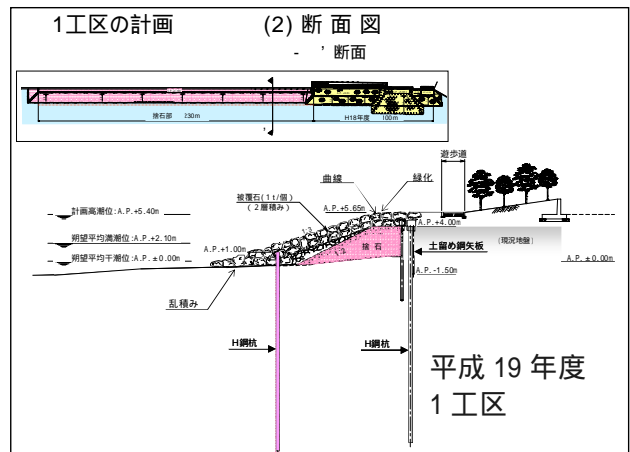 1工区の計画 (2) 断 面 図
- ’断面
捨石部 230m H18年度 100m
遊歩道
曲線 緑化
被覆石(1t/個)
(2層積み)
A.P.+5.65m
計画高潮位:A.P.+5.40m
A.P.+4.00m
朔望平均満潮位:A.P.+2.10m
1:3
A.P.+1.00m
捨石
1:2
土留め鋼矢板
(現況地盤)
朔望平均干潮位:A.P.±0.00m
A.P.±0.00m
A.P.-1.50m
乱積み
H鋼杭 H鋼杭
平成 19 年度
1 工区